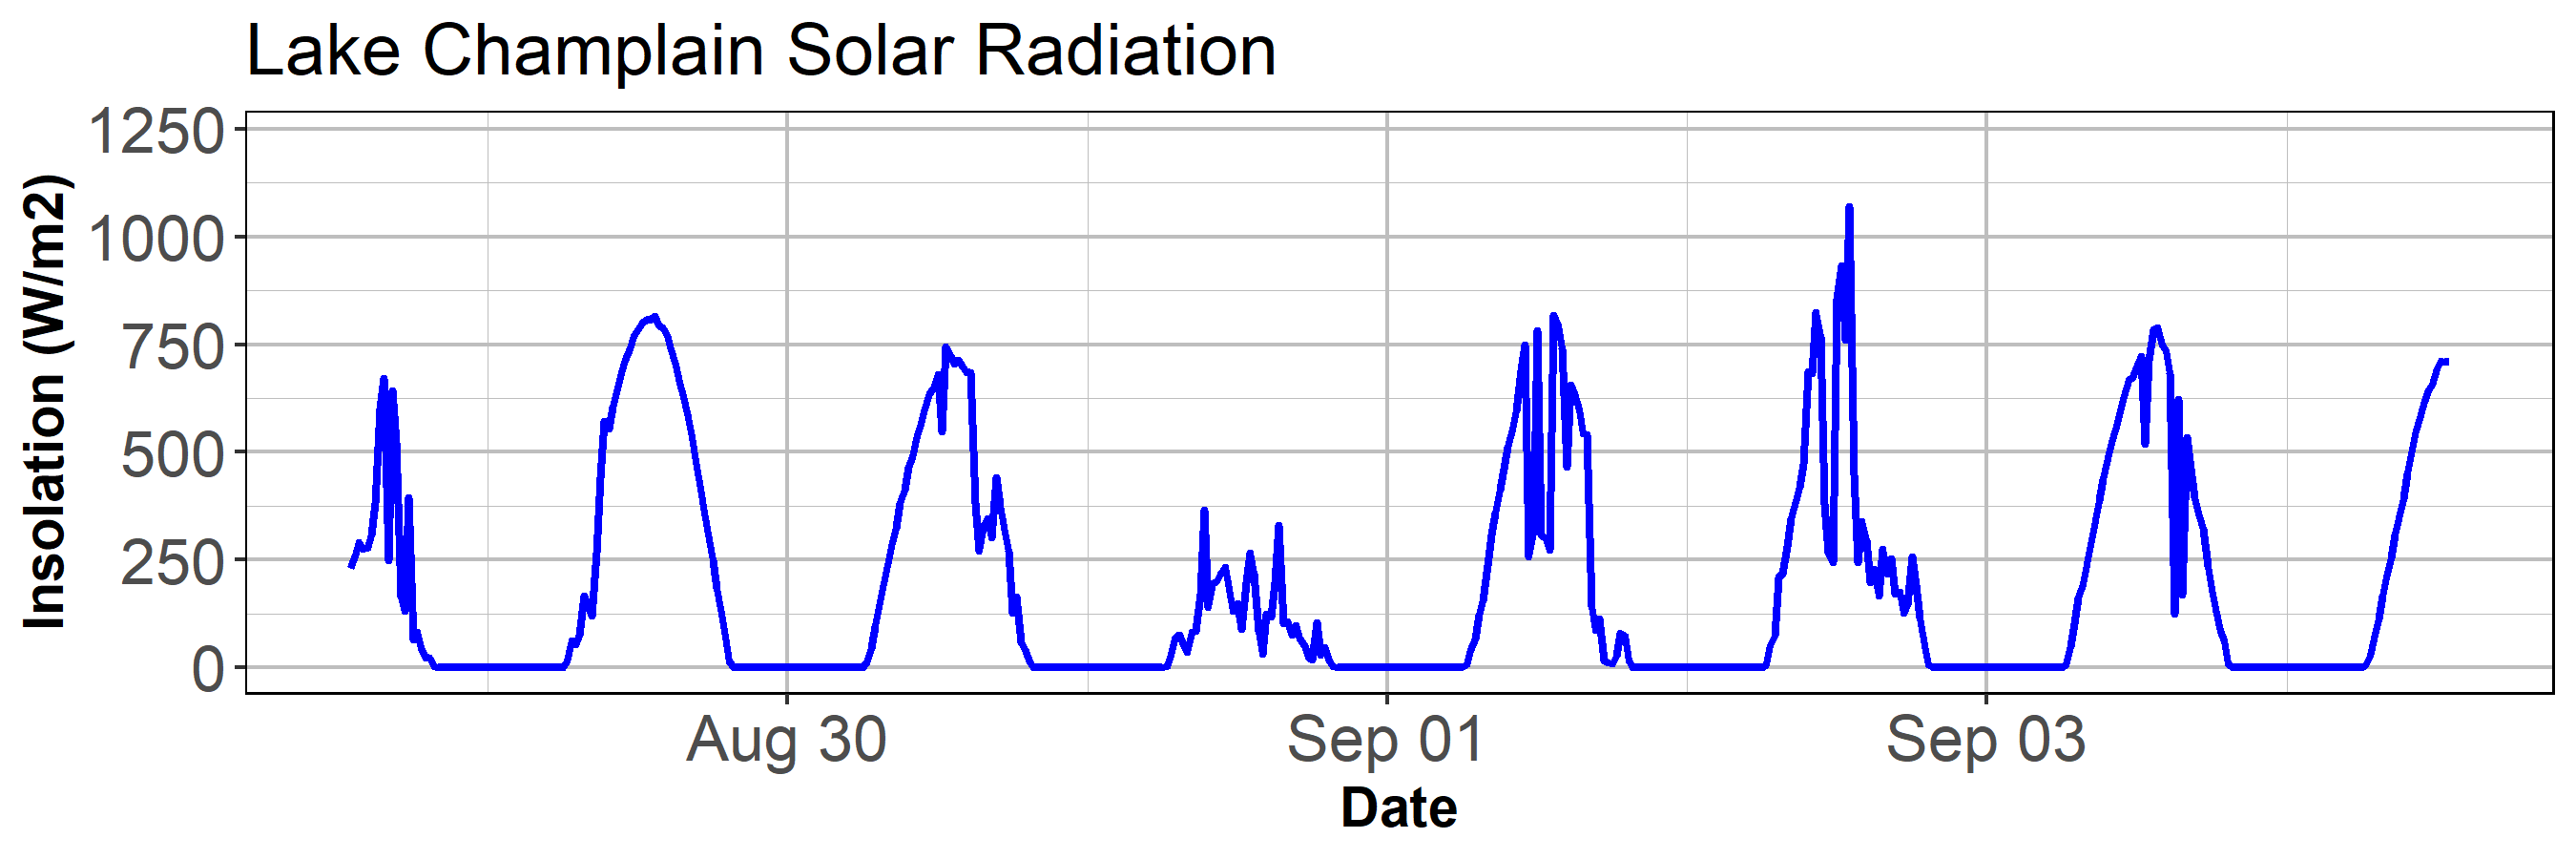 Lake Champlain Solar Radiation
Insolation (W/m2)
1250
1000
750
500
250
0
Aug 30 Sep 01 Sep 03
Date